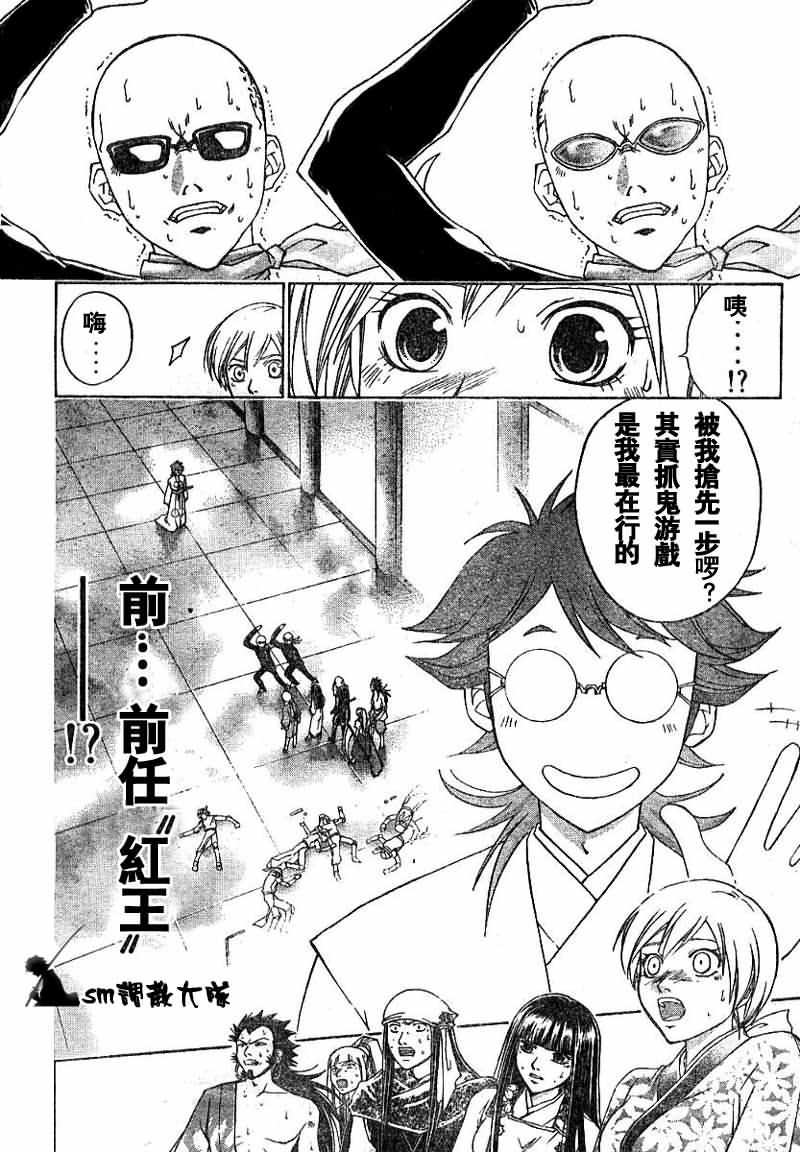 咦‥‥!?
嗨‥‥
被我搶先一步啰？
其實抓鬼游戲
是我最在行的
前‥‥前任〝紅王〞
——!?
sm調教大隊